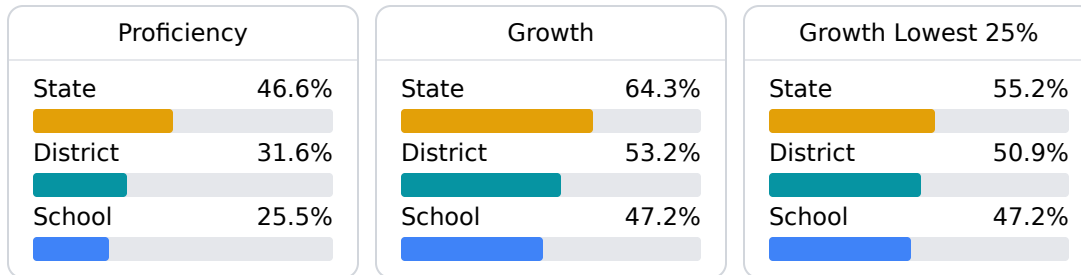 Proficiency
State 46.6%
District 31.6%
School 25.5%
Growth
State 64.3%
District 53.2%
School 47.2%
Growth Lowest 25%
State 55.2%
District 50.9%
School 47.2%